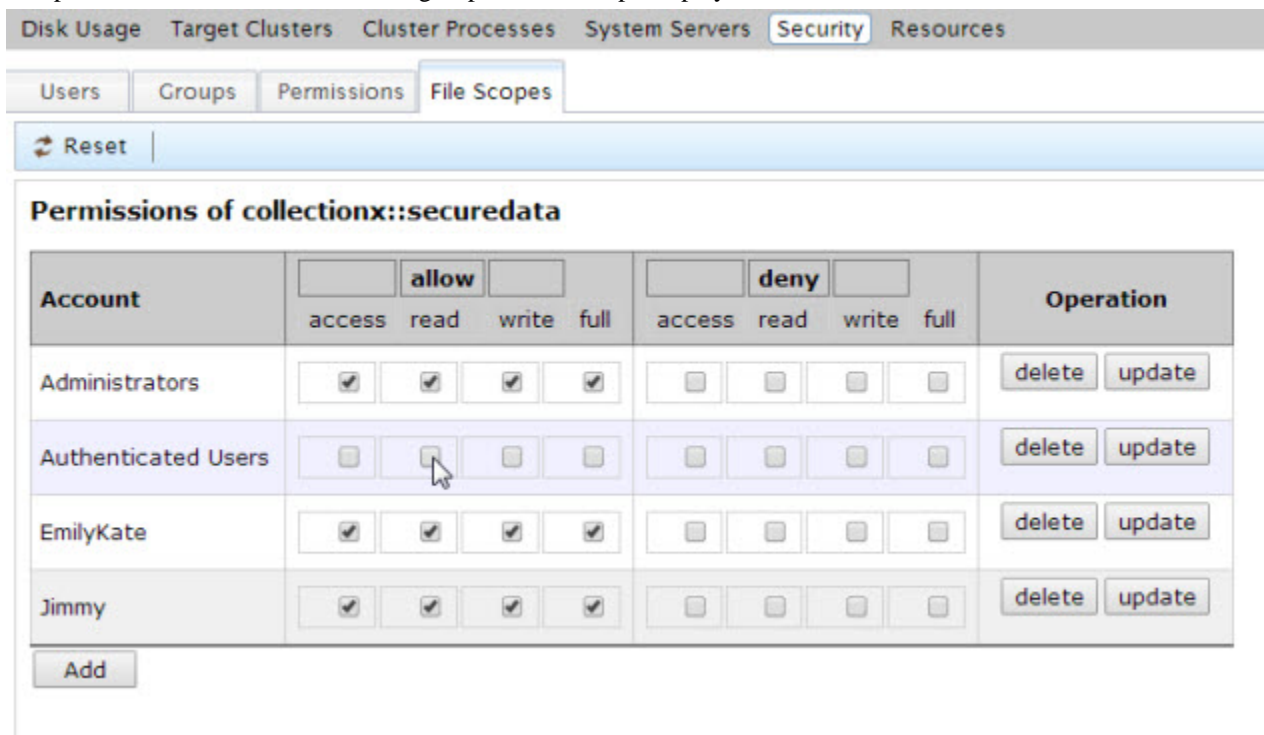 Disk Usage Target Clusters Cluster Processes System Servers Security Resources
Users Groups Permissions File Scopes
Reset
Permissions of collectionx::securedata
Account allow deny Operation
access read write full access read write full
Administrators delete update
Authenticated Users delete update
EmilyKate delete update
Jimmy delete update
Add